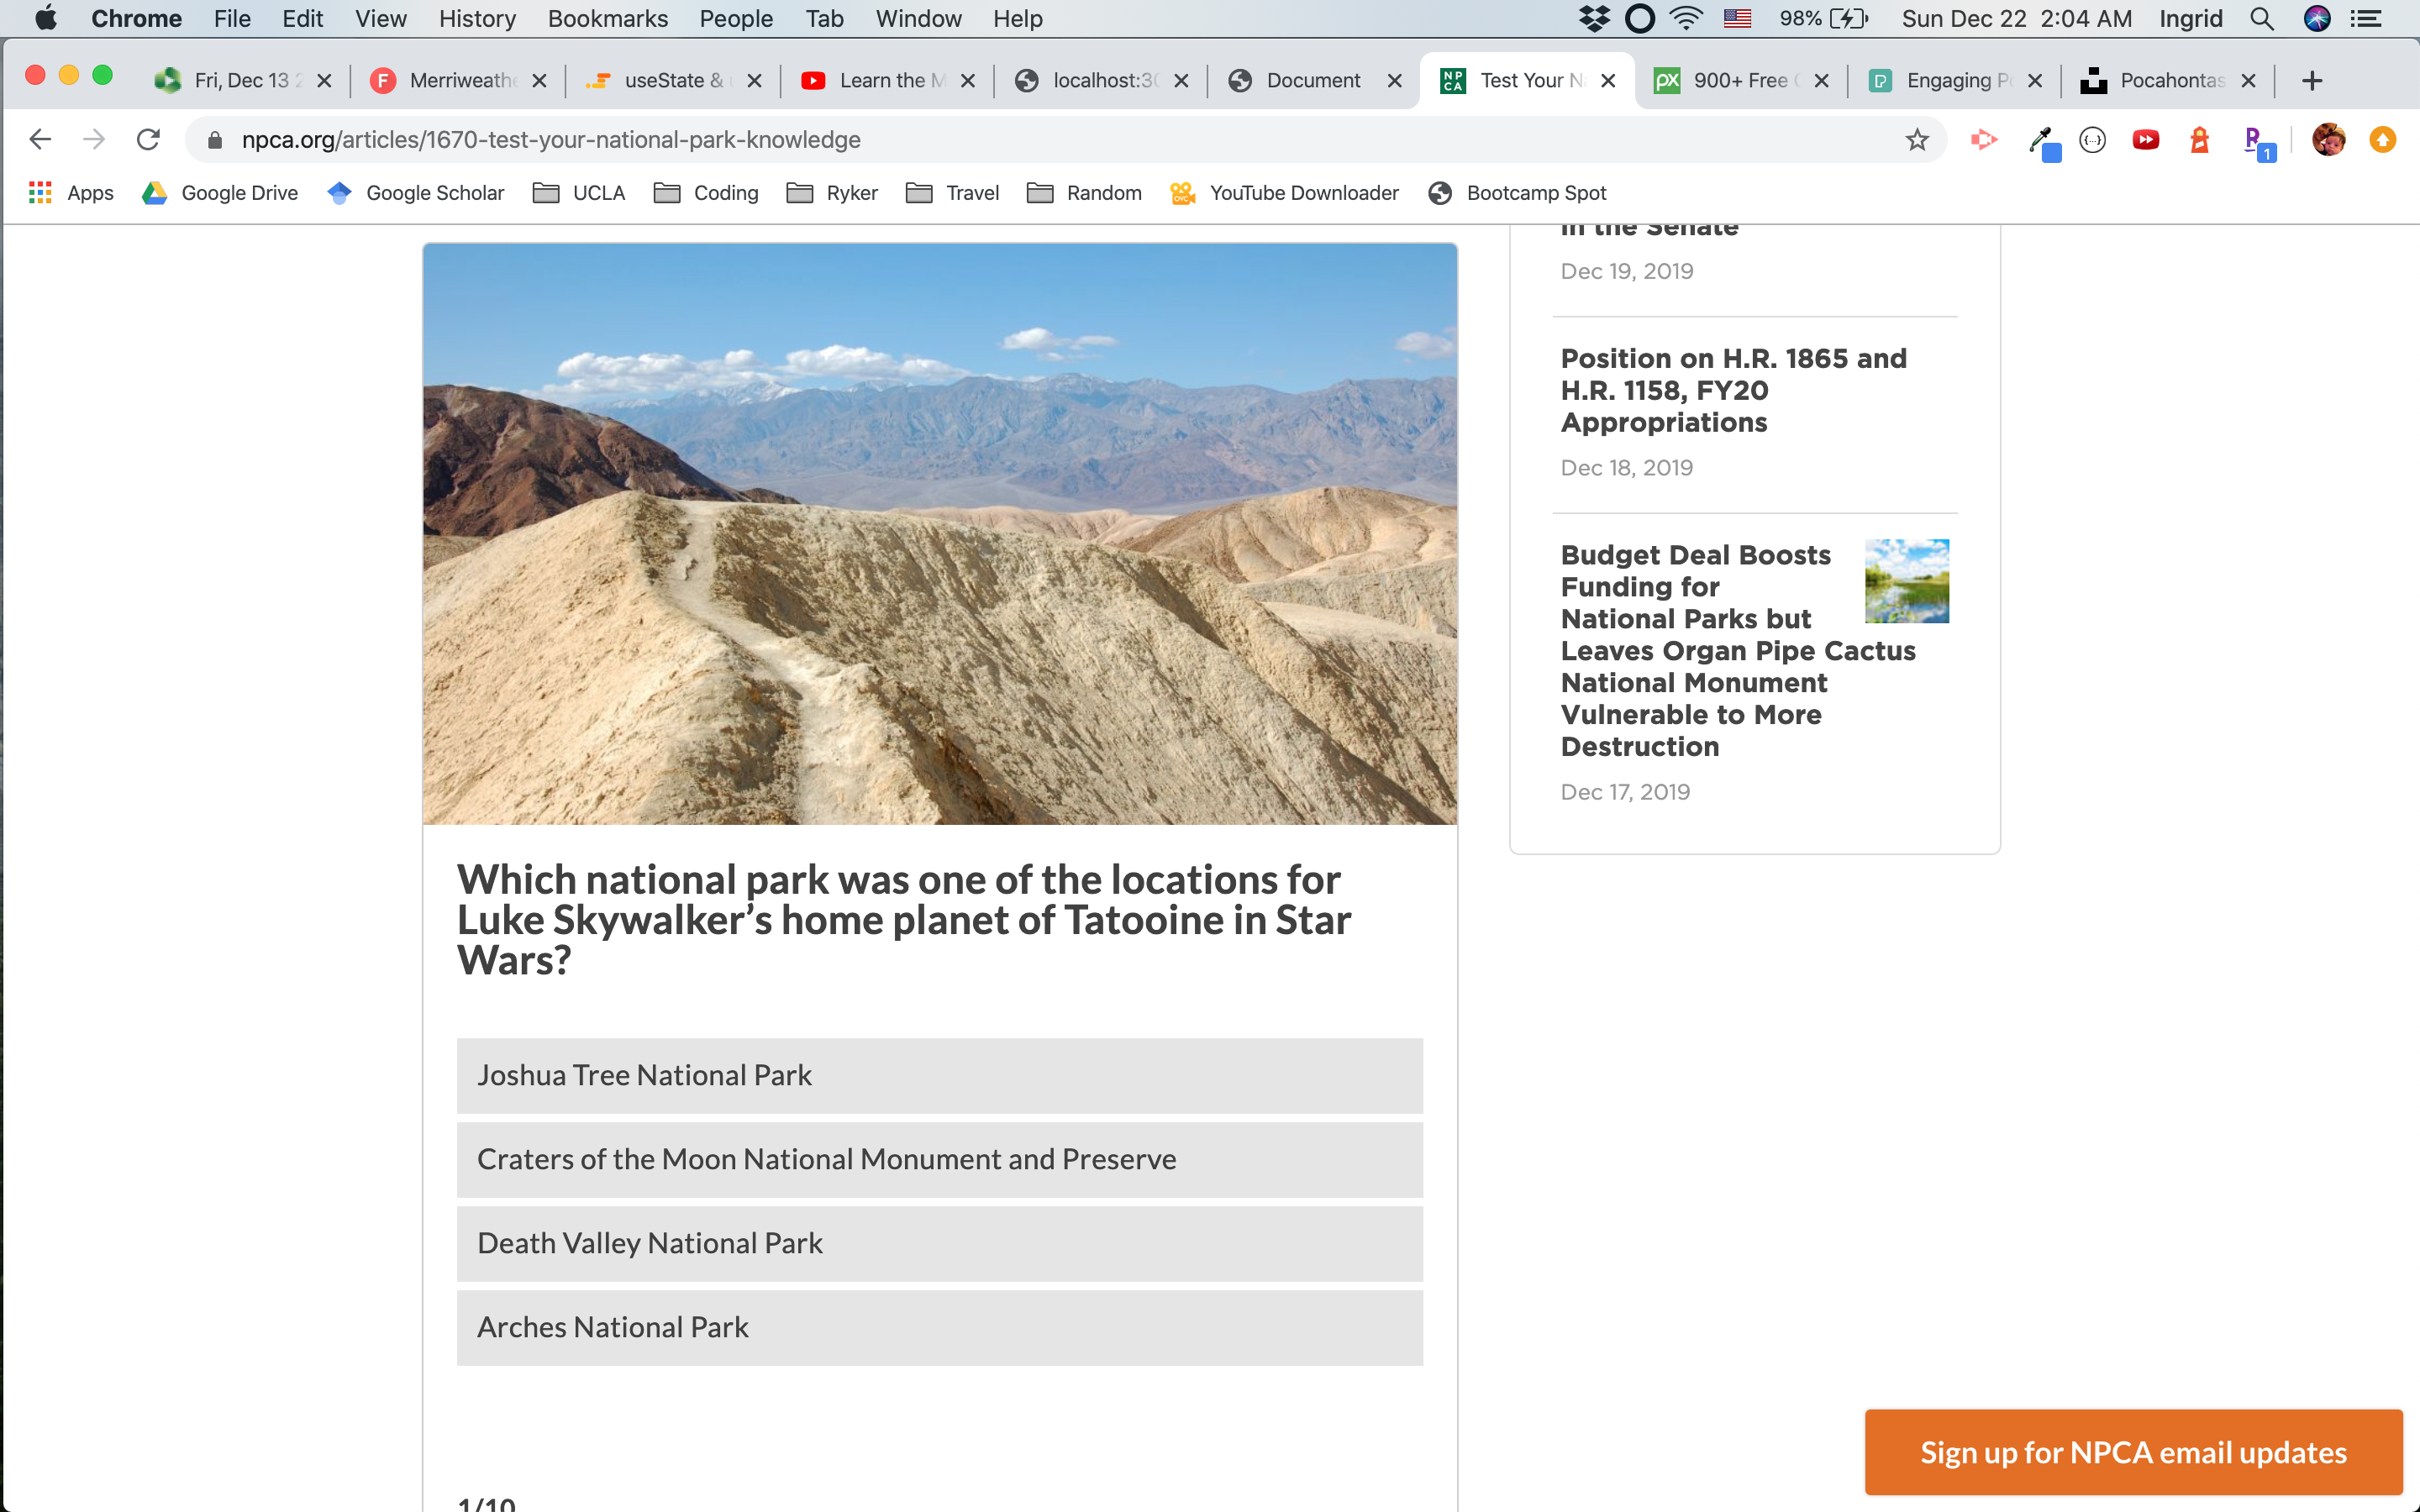 Chrome File Edit View History Bookmarks People Tab Window Help 98% Sun Dec 22 2:04 AM Ingrid
Fri, Dec 13 F Merriweathe useState & Learn the M localhost:30 Document NPCA Test Your N px 900+ Free Engaging P Pocahontas
npca.org/articles/1670-test-your-national-park-knowledge 1
Apps Google Drive Google Scholar UCLA Coding Ryker Travel Random YouTube Downloader Bootcamp Spot
in the Senate
Dec 19, 2019
Position on H.R. 1865 and
H.R. 1158, FY20
Appropriations
Dec 18, 2019
Budget Deal Boosts
Funding for
National Parks but
Leaves Organ Pipe Cactus
National Monument
Vulnerable to More
Destruction
Dec 17, 2019
Which national park was one of the locations for
Luke Skywalker’s home planet of Tatooine in Star
Wars?
Joshua Tree National Park
Craters of the Moon National Monument and Preserve
Death Valley National Park
Arches National Park
1/10
Sign up for NPCA email updates